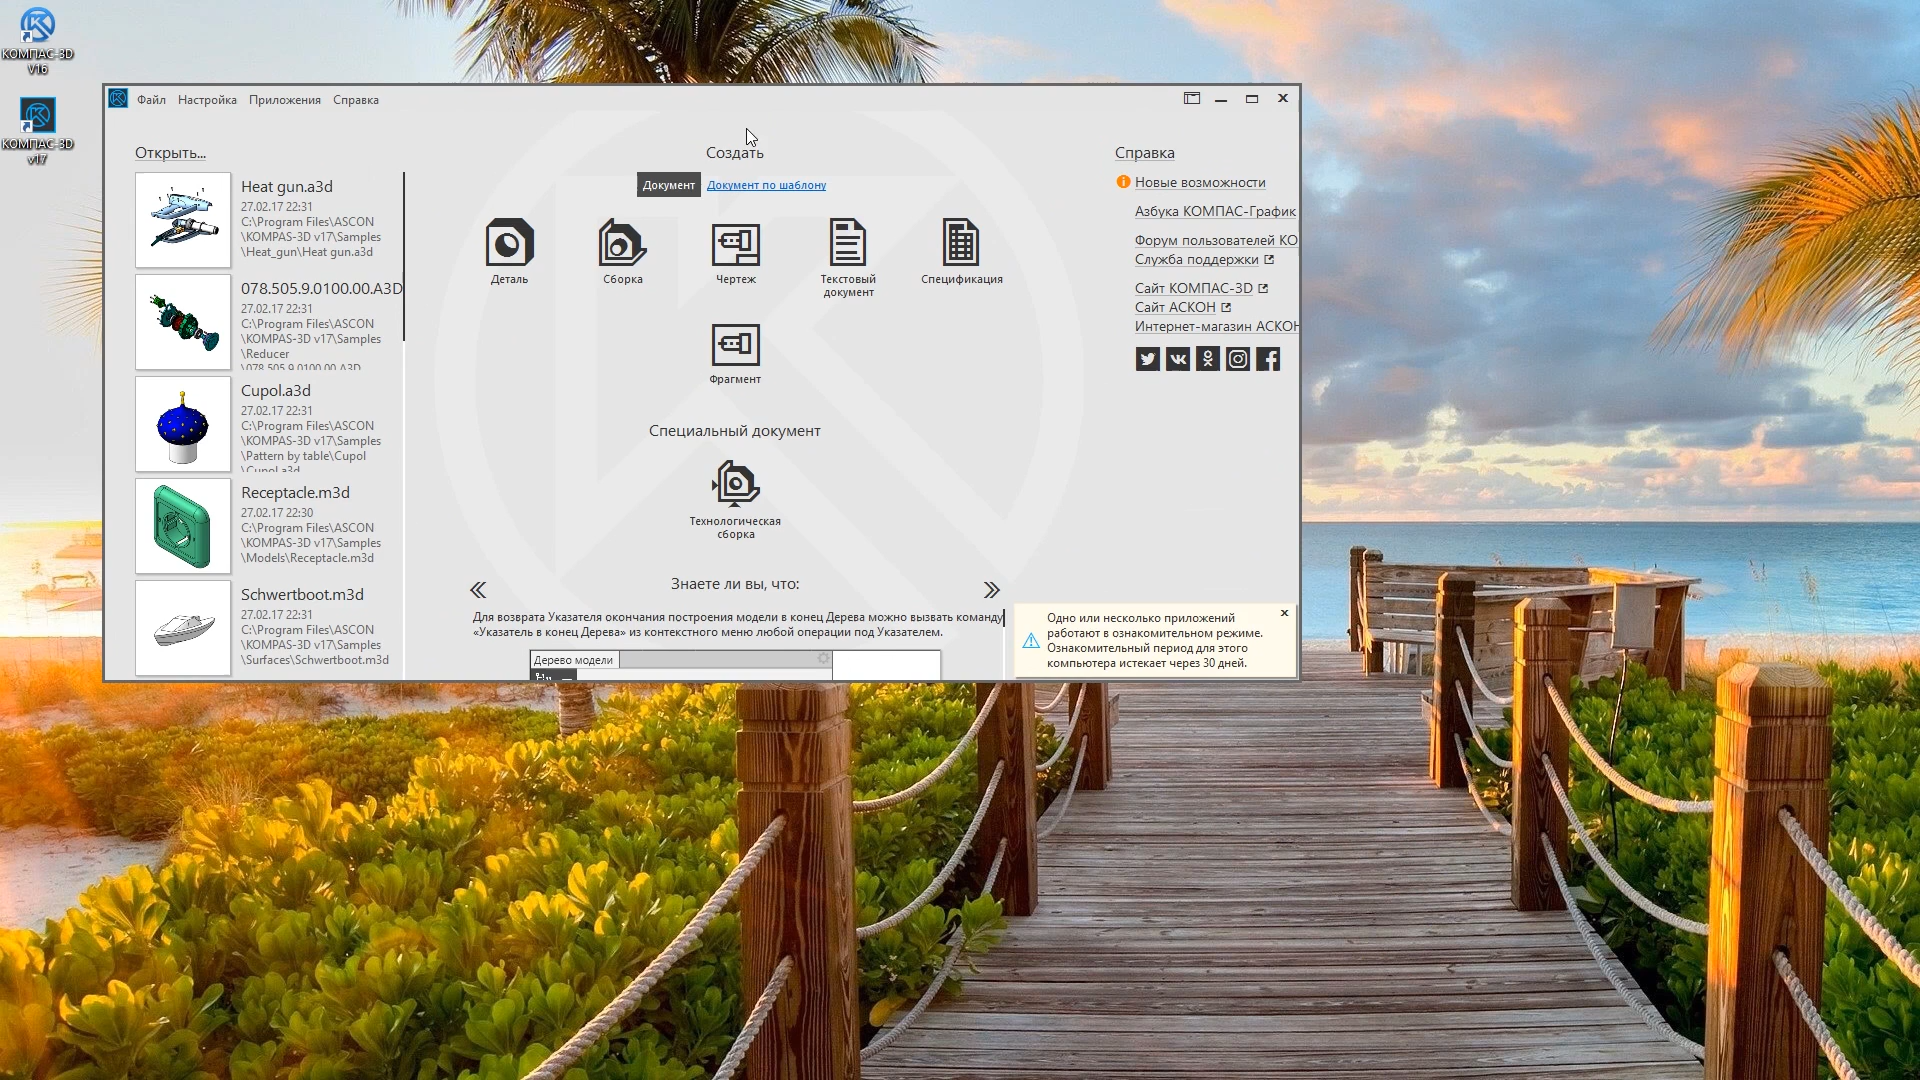 КОМПАС-3D
V16
КОМПАС-3D
v17
Файл Настройка Приложения Справка
Открыть...
Heat gun.a3d
27.02.17 22:31
C:\Program Files\ASCON
\KOMPAS-3D v17\Samples
\Heat_gun\Heat gun.a3d
078.505.9.0100.00.A3D
27.02.17 22:31
C:\Program Files\ASCON
\KOMPAS-3D v17\Samples
\Reducer
\078.505.9.0100.00.A3D
Cupol.a3d
27.02.17 22:31
C:\Program Files\ASCON
\KOMPAS-3D v17\Samples
\Pattern by table\Cupol
\Cupol.a3d
Receptacle.m3d
27.02.17 22:30
C:\Program Files\ASCON
\KOMPAS-3D v17\Samples
\Models\Receptacle.m3d
Schwertboot.m3d
27.02.17 22:31
C:\Program Files\ASCON
\KOMPAS-3D v17\Samples
\Surfaces\Schwertboot.m3d
Создать
Документ Документ по шаблону
Деталь
Сборка
Чертеж
Текстовый
документ
Спецификация
Фрагмент
Специальный документ
Технологическая
сборка
Знаете ли вы, что:
Для возврата Указателя окончания построения модели в конец Дерева можно вызвать команду
«Указатель в конец Дерева» из контекстного меню любой операции под Указателем.
Дерево модели
Справка
Новые возможности
Азбука КОМПАС-График
Форум пользователей КО
Служба поддержки
Сайт КОМПАС-3D
Сайт АСКОН
Интернет-магазин АСКОН
Одно или несколько приложений
работают в ознакомительном режиме.
Ознакомительный период для этого
компьютера истекает через 30 дней.